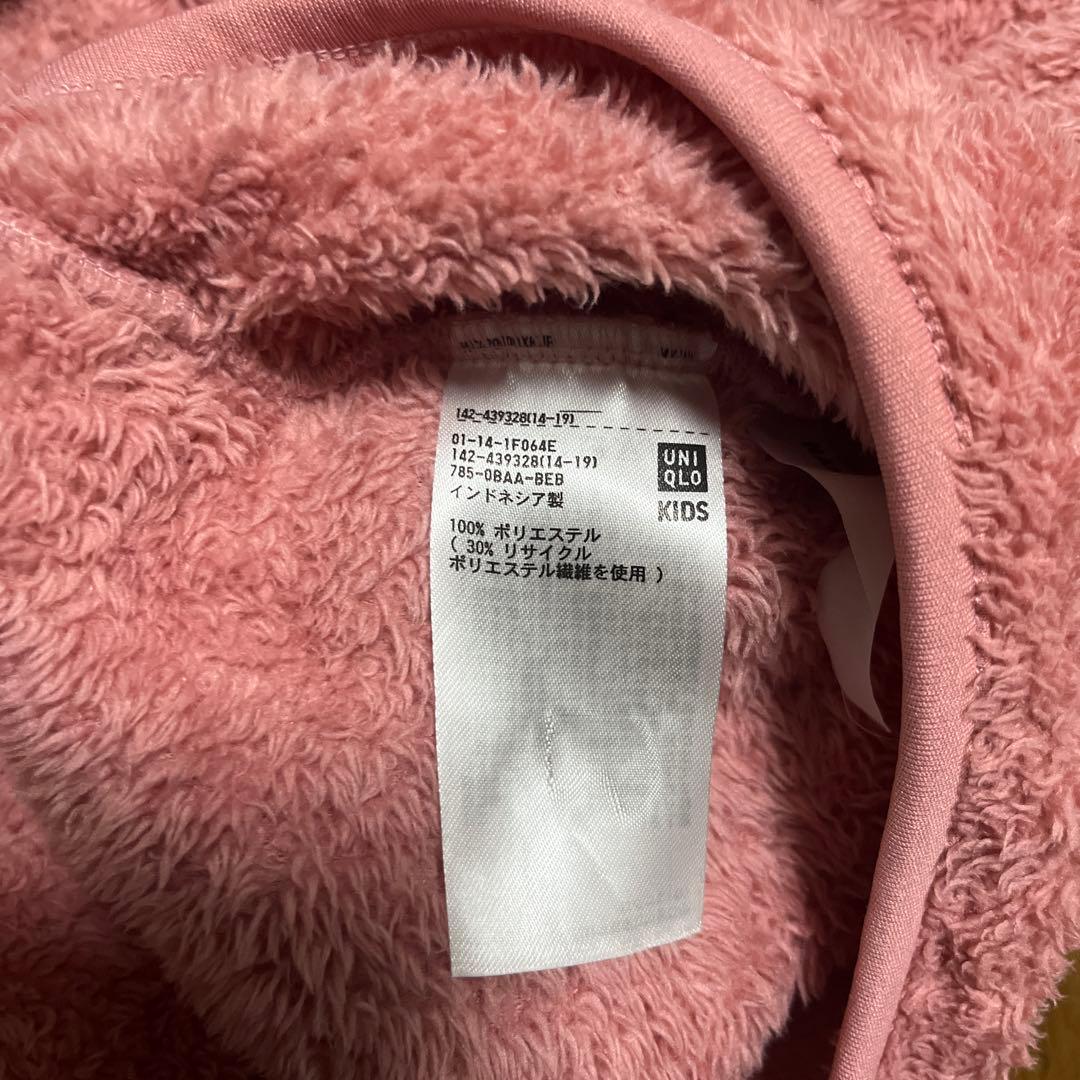 142-439328(14-19)
01-14-1F064E
142-439328(14-19)
785-0BAA-BEB
インドネシア製
100% ポリエステル
( 30% リサイクル
ポリエステル繊維を使用 )
UNI
QLO
KIDS